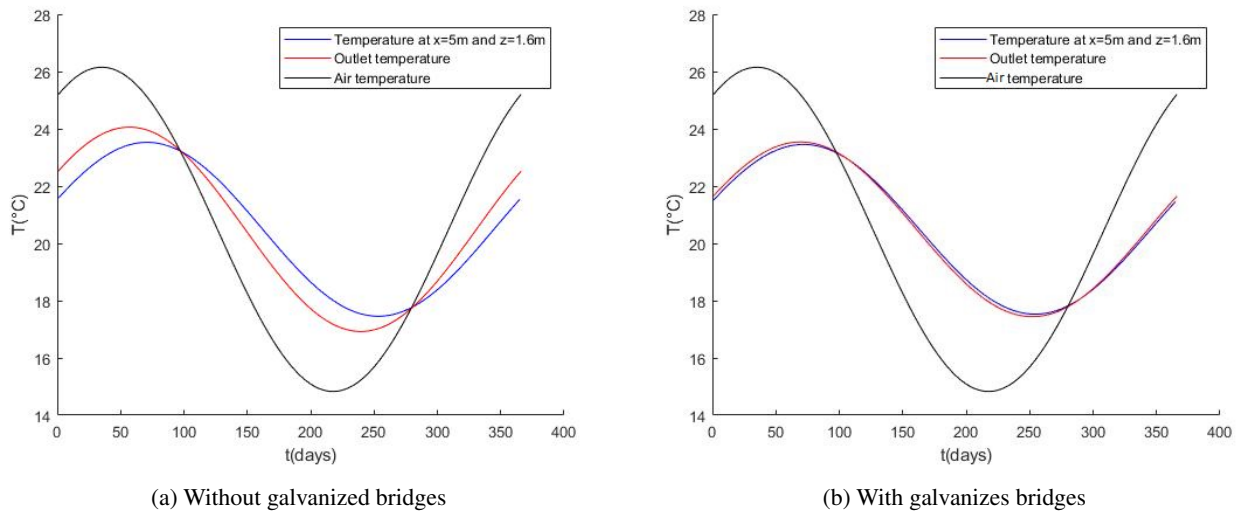 28
26
24
22
20
18
16
14
T(°C)
0 50 100 150 200 250 300 350 400
t(days)
Temperature at x=5m and z=1.6m
Outlet temperature
Air temperature
(a) Without galvanized bridges
28
26
24
22
20
18
16
14
T(°C)
0 50 100 150 200 250 300 350 400
t(days)
Temperature at x=5m and z=1.6m
Outlet temperature
Air temperature
(b) With galvanizes bridges